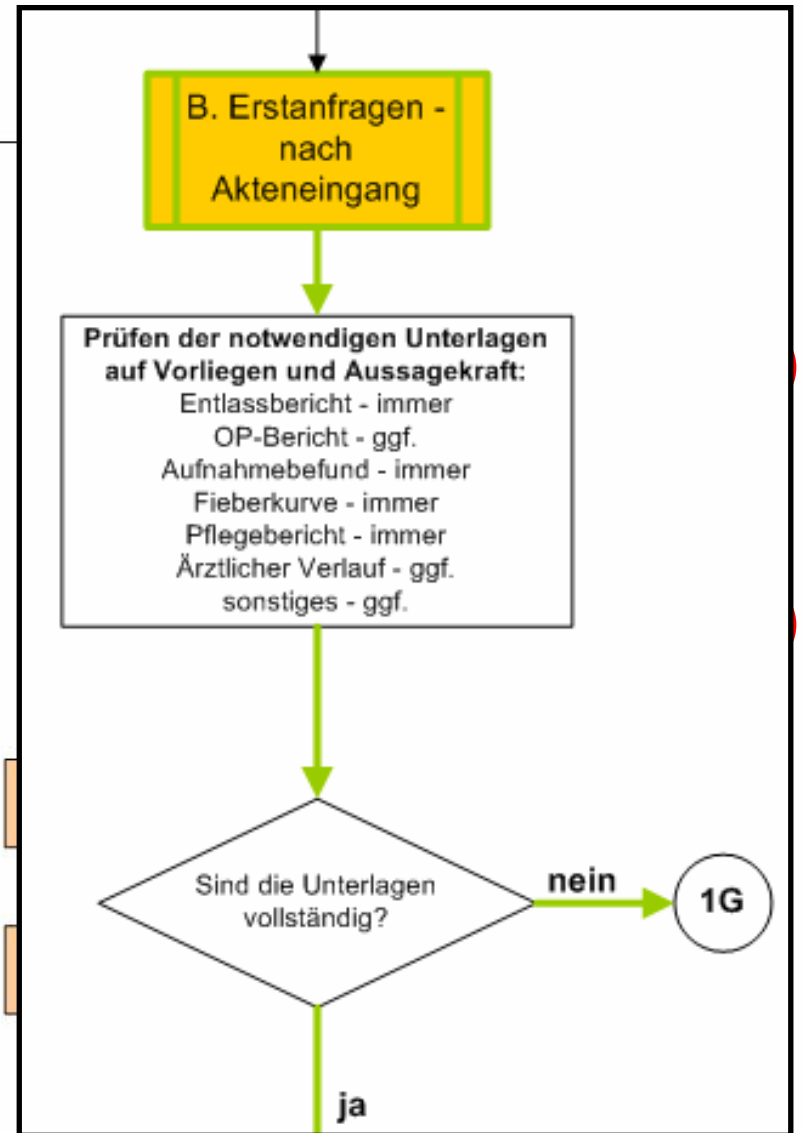 B. Erstanfragen -
nach
Akteneingang
Prüfen der notwendigen Unterlagen
auf Vorliegen und Aussagekraft:
Entlassbericht - immer
OP-Bericht - ggf.
Aufnahmebefund - immer
Fieberkurve - immer
Pflegebericht - immer
Ärztlicher Verlauf - ggf.
sonstiges - ggf.
Sind die Unterlagen
vollständig?
nein
1G
ja